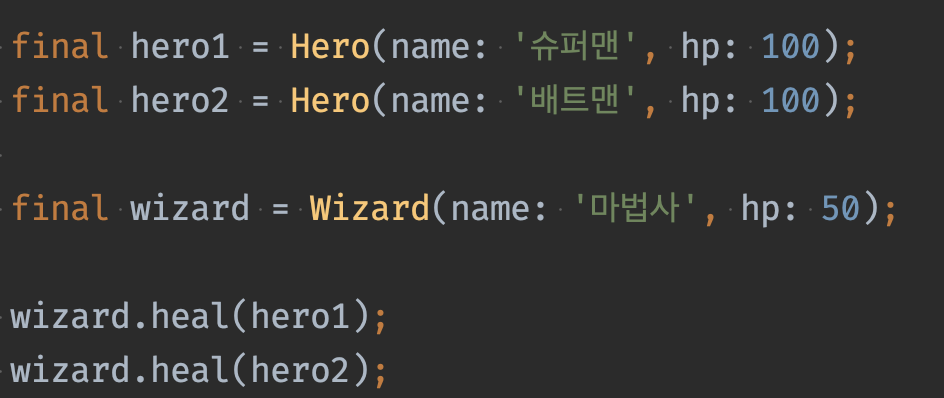 final hero1 = Hero(name: '슈퍼맨', hp: 100);
final hero2 = Hero(name: '배트맨', hp: 100);
final wizard = Wizard(name: '마법사', hp: 50);
wizard.heal(hero1);
wizard.heal(hero2);